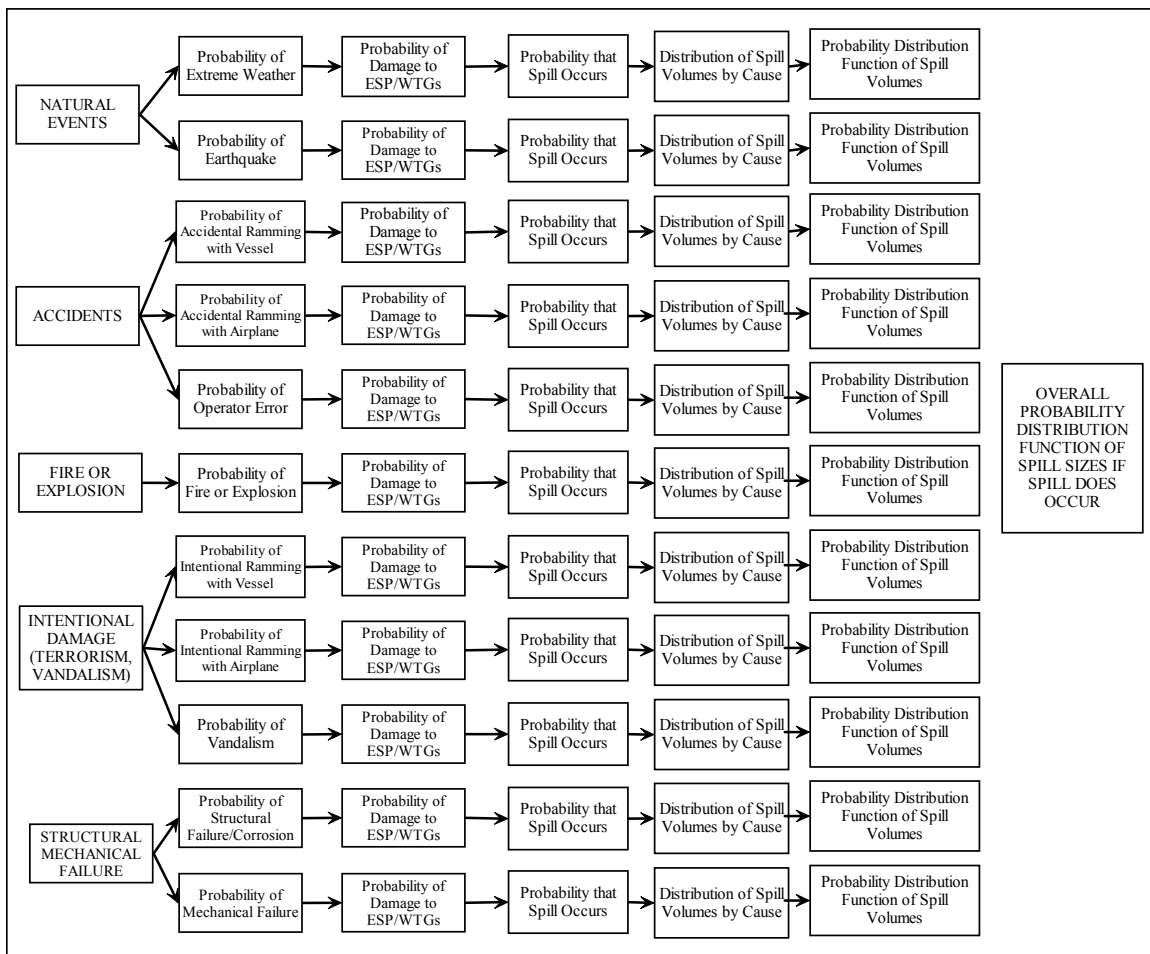 NATURAL
EVENTS
Probability of
Extreme Weather
Probability of
Damage to
ESP/WTGs
Probability that
Spill Occurs
Distribution of Spill
Volumes by Cause
Probability Distribution
Function of Spill
Volumes
Probability of
Earthquake
Probability of
Damage to
ESP/WTGs
Probability that
Spill Occurs
Distribution of Spill
Volumes by Cause
Probability Distribution
Function of Spill
Volumes
ACCIDENTS
Probability of
Accidental Ramming
with Vessel
Probability of
Damage to
ESP/WTGs
Probability that
Spill Occurs
Distribution of Spill
Volumes by Cause
Probability Distribution
Function of Spill
Volumes
Probability of
Accidental Ramming
with Airplane
Probability of
Damage to
ESP/WTGs
Probability that
Spill Occurs
Distribution of Spill
Volumes by Cause
Probability Distribution
Function of Spill
Volumes
Probability of
Operator Error
Probability of
Damage to
ESP/WTGs
Probability that
Spill Occurs
Distribution of Spill
Volumes by Cause
Probability Distribution
Function of Spill
Volumes
FIRE OR
EXPLOSION
Probability of
Fire or Explosion
Probability of
Damage to
ESP/WTGs
Probability that
Spill Occurs
Distribution of Spill
Volumes by Cause
Probability Distribution
Function of Spill
Volumes
INTENTIONAL
DAMAGE
(TERRORISM,
VANDALISM)
Probability of
Intentional Ramming
with Vessel
Probability of
Damage to
ESP/WTGs
Probability that
Spill Occurs
Distribution of Spill
Volumes by Cause
Probability Distribution
Function of Spill
Volumes
Probability of
Intentional Ramming
with Airplane
Probability of
Damage to
ESP/WTGs
Probability that
Spill Occurs
Distribution of Spill
Volumes by Cause
Probability Distribution
Function of Spill
Volumes
Probability of
Vandalism
Probability of
Damage to
ESP/WTGs
Probability that
Spill Occurs
Distribution of Spill
Volumes by Cause
Probability Distribution
Function of Spill
Volumes
STRUCTURAL
MECHANICAL
FAILURE
Probability of
Structural
Failure/Corrosion
Probability of
Damage to
ESP/WTGs
Probability that
Spill Occurs
Distribution of Spill
Volumes by Cause
Probability Distribution
Function of Spill
Volumes
Probability of
Mechanical Failure
Probability of
Damage to
ESP/WTGs
Probability that
Spill Occurs
Distribution of Spill
Volumes by Cause
Probability Distribution
Function of Spill
Volumes
OVERALL
PROBABILITY
DISTRIBUTION
FUNCTION OF
SPILL SIZES IF
SPILL DOES
OCCUR